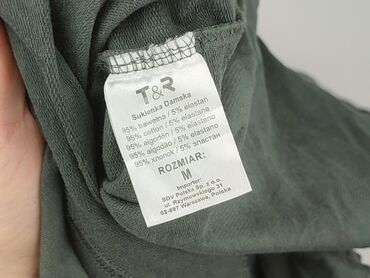 T&R
Sukienka Damska
95% bawełna / 5% elastan
95% cotton / 5% elastane
95% algodón / 5% elastano
95% algodão / 5% elastano
95% хлопок / 5% эластан
ROZMIAR:
M
Importer:
SDV Polska Sp. z o.o.
ul. Rzymowskiego 31
02-697 Warszawa, Polska